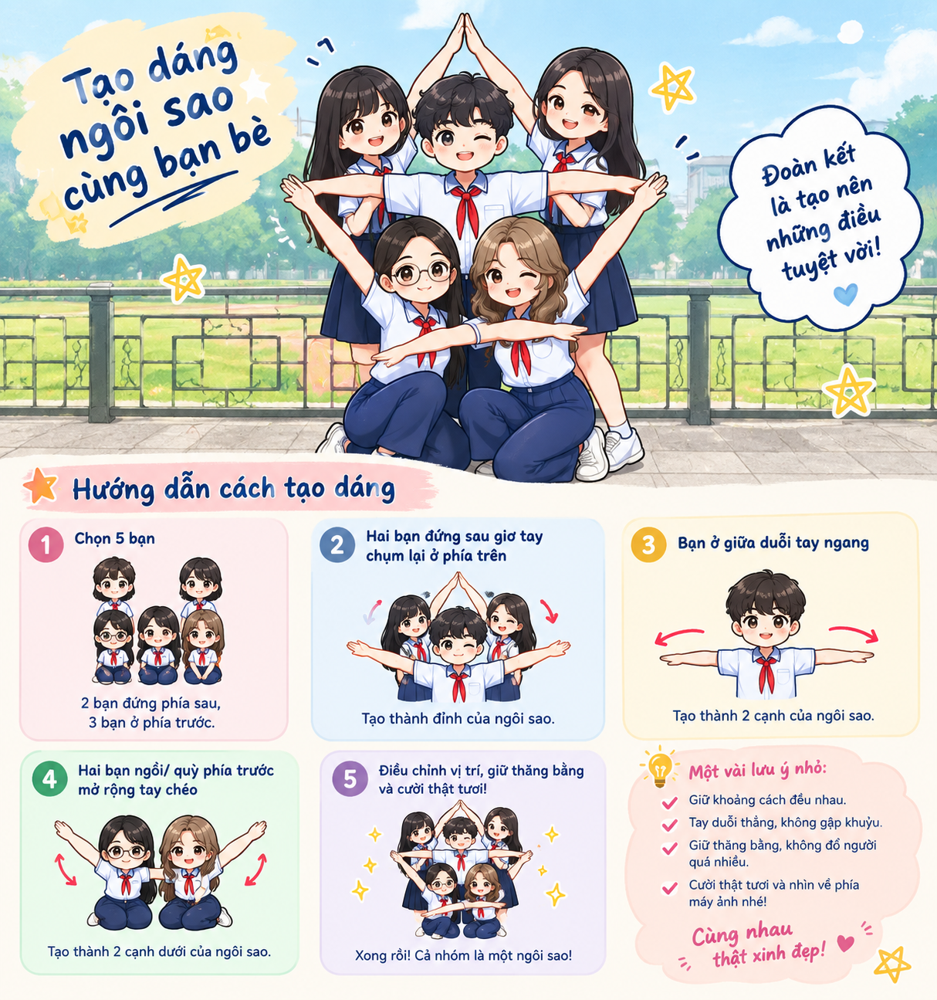 Tạo dáng
ngôi sao
cùng bạn bè
Đoàn kết
là tạo nên
những điều
tuyệt vời!
Hướng dẫn cách tạo dáng
1
Chọn 5 bạn
2 bạn đứng phía sau,
3 bạn ở phía trước.
2
Hai bạn đứng sau giơ tay
chụm lại ở phía trên
Tạo thành đỉnh của ngôi sao.
3
Bạn ở giữa duỗi tay ngang
Tạo thành 2 cạnh của ngôi sao.
4
Hai bạn ngồi/ quỳ phía trước
mở rộng tay chéo
Tạo thành 2 cạnh dưới của ngôi sao.
5
Điều chỉnh vị trí, giữ thăng bằng
và cười thật tươi!
Xong rồi! Cả nhóm là một ngôi sao!
Một vài lưu ý nhỏ:
Giữ khoảng cách đều nhau.
Tay duỗi thẳng, không gập khuỷu.
Giữ thăng bằng, không đổ người
quá nhiều.
Cười thật tươi và nhìn về phía
máy ảnh nhé!
Cùng nhau
thật xinh đẹp!